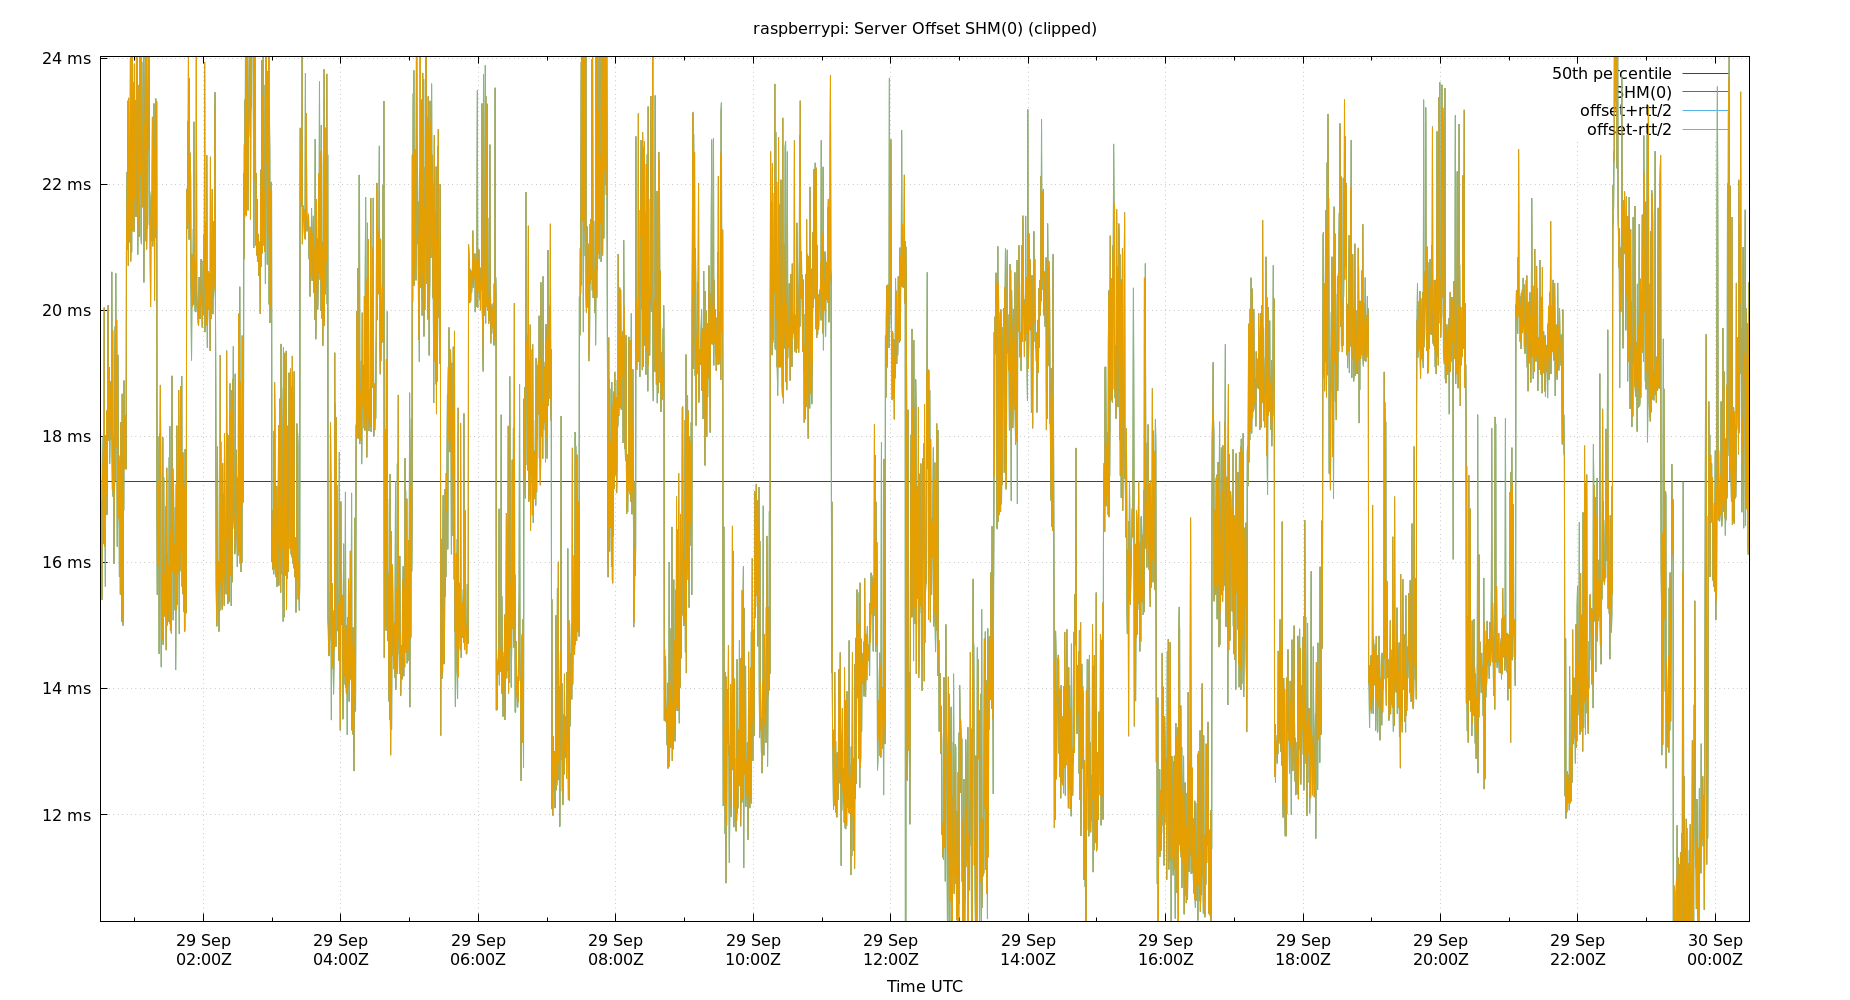 raspberrypi: Server Offset SHM(0) (clipped)
24 ms
22 ms
20 ms
18 ms
16 ms
14 ms
12 ms
50th percentile
SHM(0)
offset+rtt/2
offset-rtt/2
29 Sep 29 Sep 29 Sep 29 Sep 29 Sep 29 Sep 29 Sep 29 Sep 29 Sep 29 Sep 29 Sep 30 Sep
02:00Z 04:00Z 06:00Z 08:00Z 10:00Z 12:00Z 14:00Z 16:00Z 18:00Z 20:00Z 22:00Z 00:00Z
Time UTC